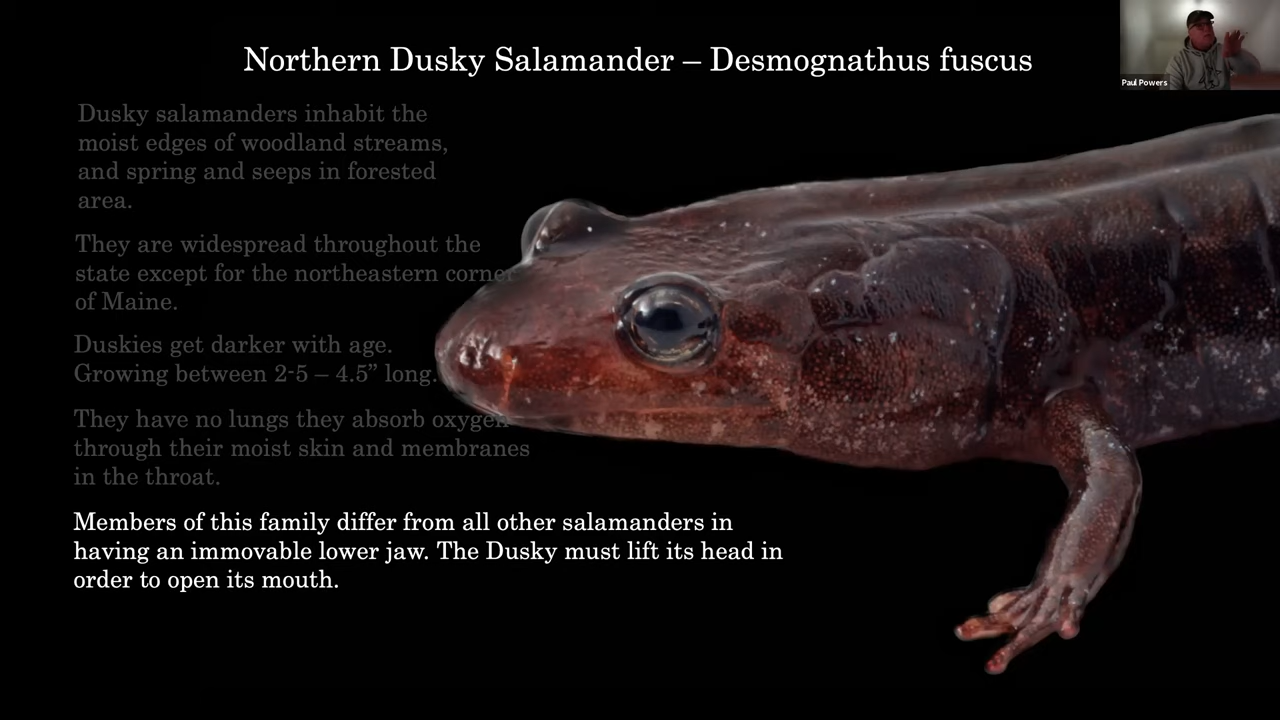 Northern Dusky Salamander – Desmognathus fuscus
Paul Powers
Dusky salamanders inhabit the
moist edges of woodland streams,
and spring and seeps in forested
area.
They are widespread throughout the
state except for the northeastern corner
of Maine.
Duskies get darker with age.
Growing between 2-5 – 4.5” long.
They have no lungs they absorb oxygen
through their moist skin and membranes
in the throat.
Members of this family differ from all other salamanders in
having an immovable lower jaw. The Dusky must lift its head in
order to open its mouth.